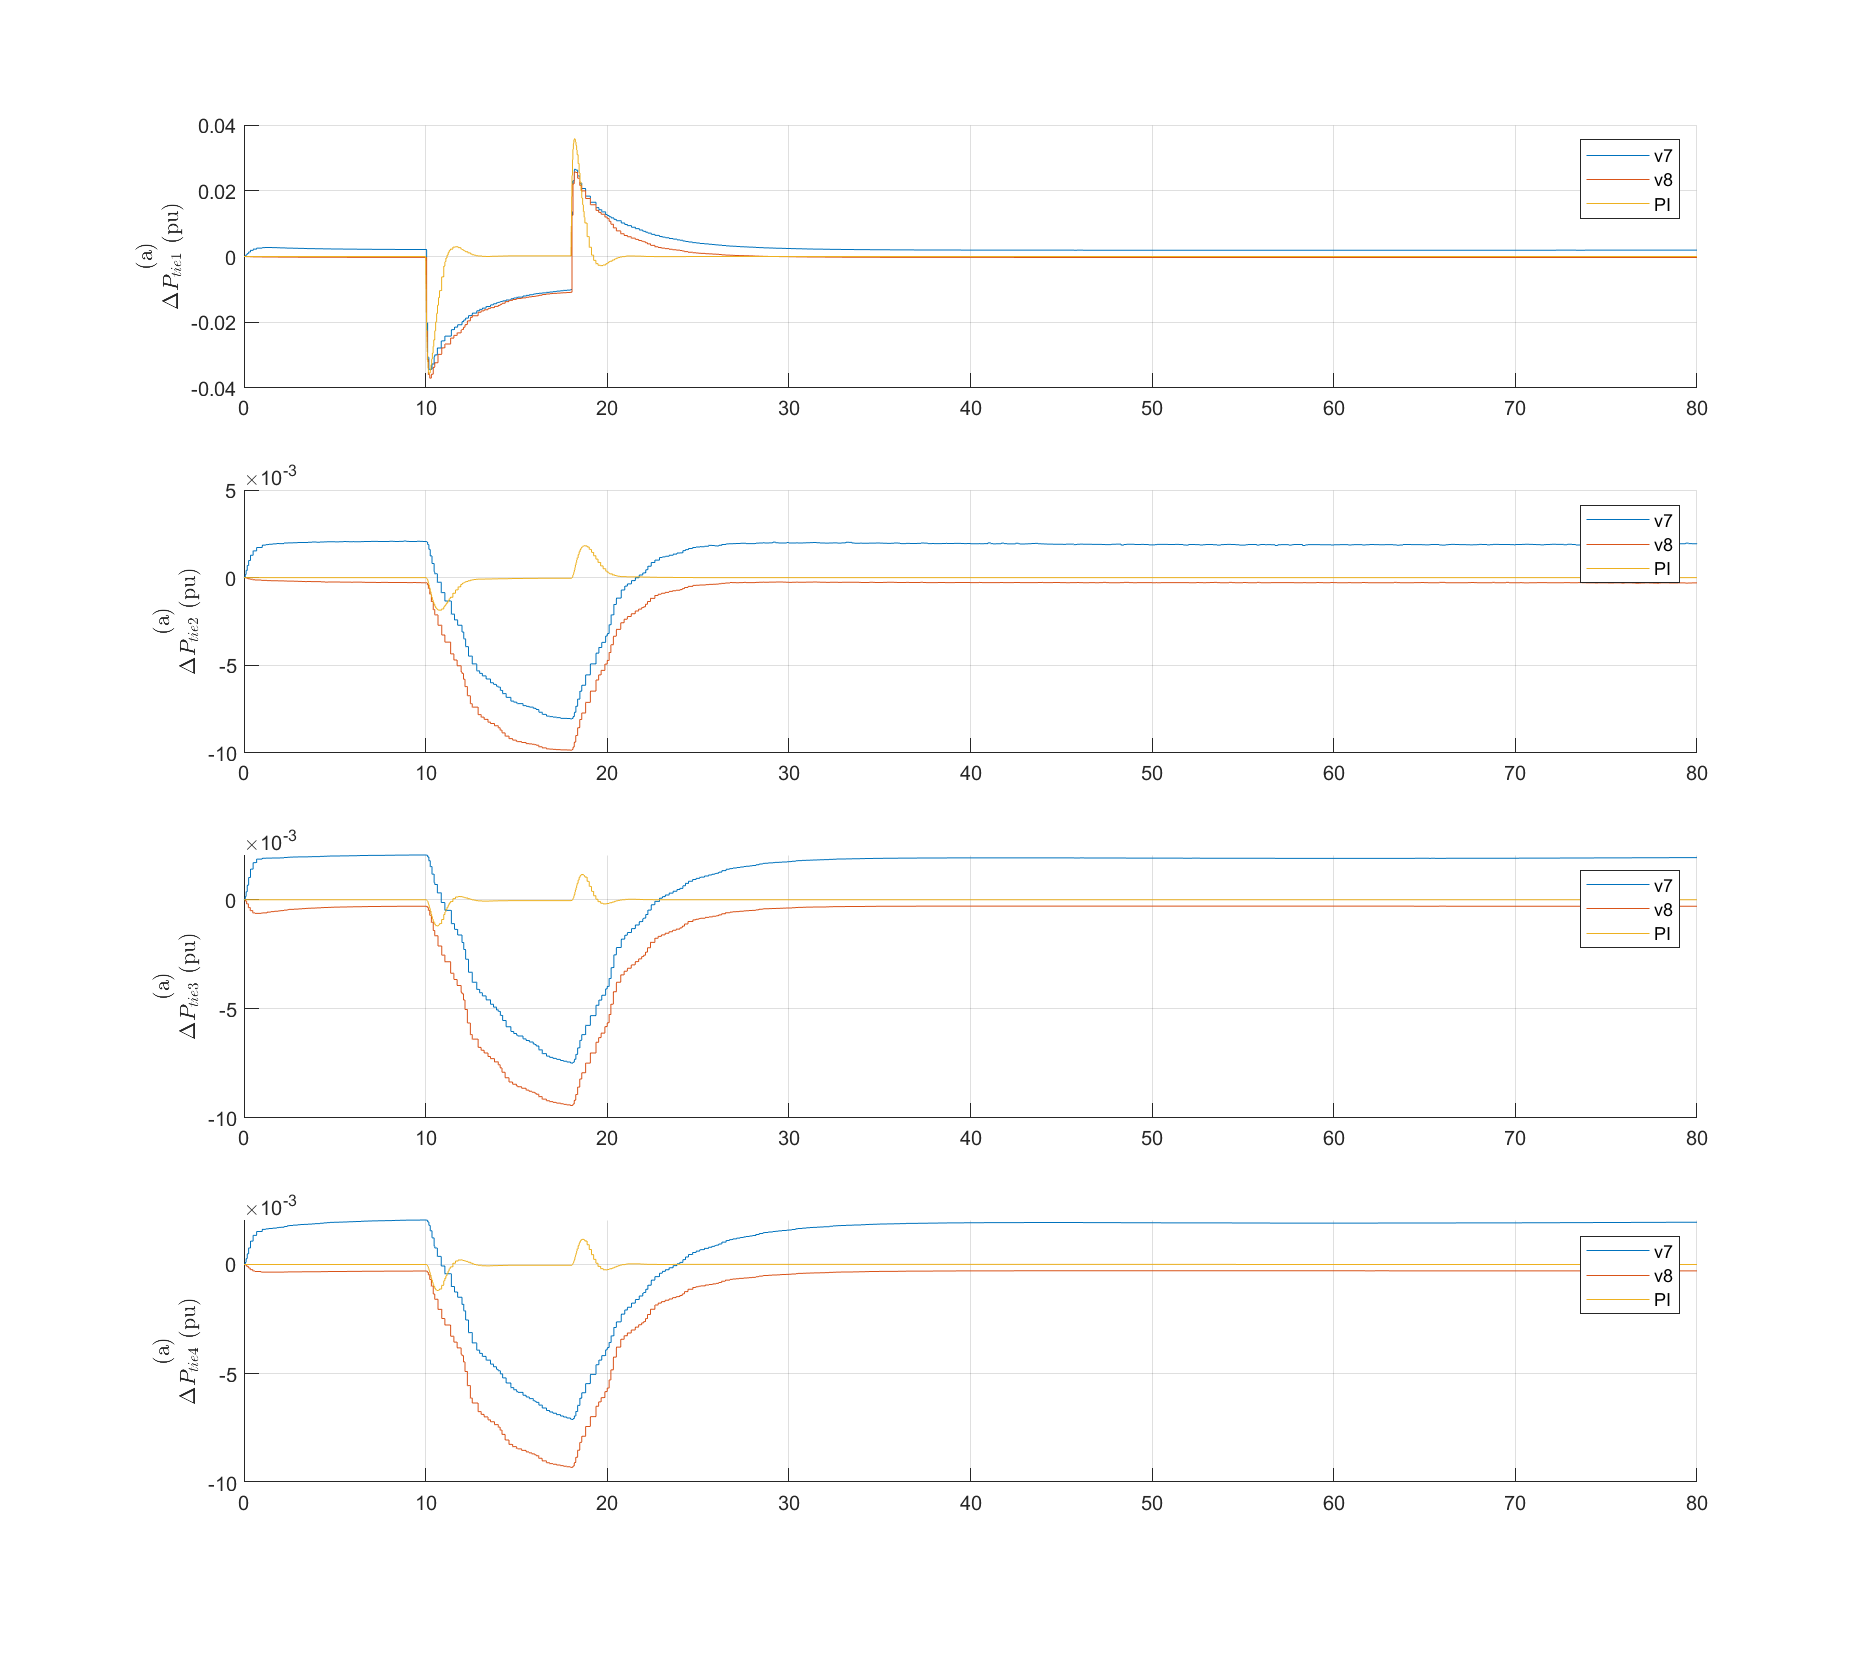 0.04
0.02
0
-0.02
-0.04
(a)
ΔP_tie1 (pu)
v7
v8
PI
0 10 20 30 40 50 60 70 80
×10^-3
5
0
-5
-10
(a)
ΔP_tie2 (pu)
v7
v8
PI
0 10 20 30 40 50 60 70 80
×10^-3
0
-5
-10
(a)
ΔP_tie3 (pu)
v7
v8
PI
0 10 20 30 40 50 60 70 80
×10^-3
0
-5
-10
(a)
ΔP_tie4 (pu)
v7
v8
PI
0 10 20 30 40 50 60 70 80